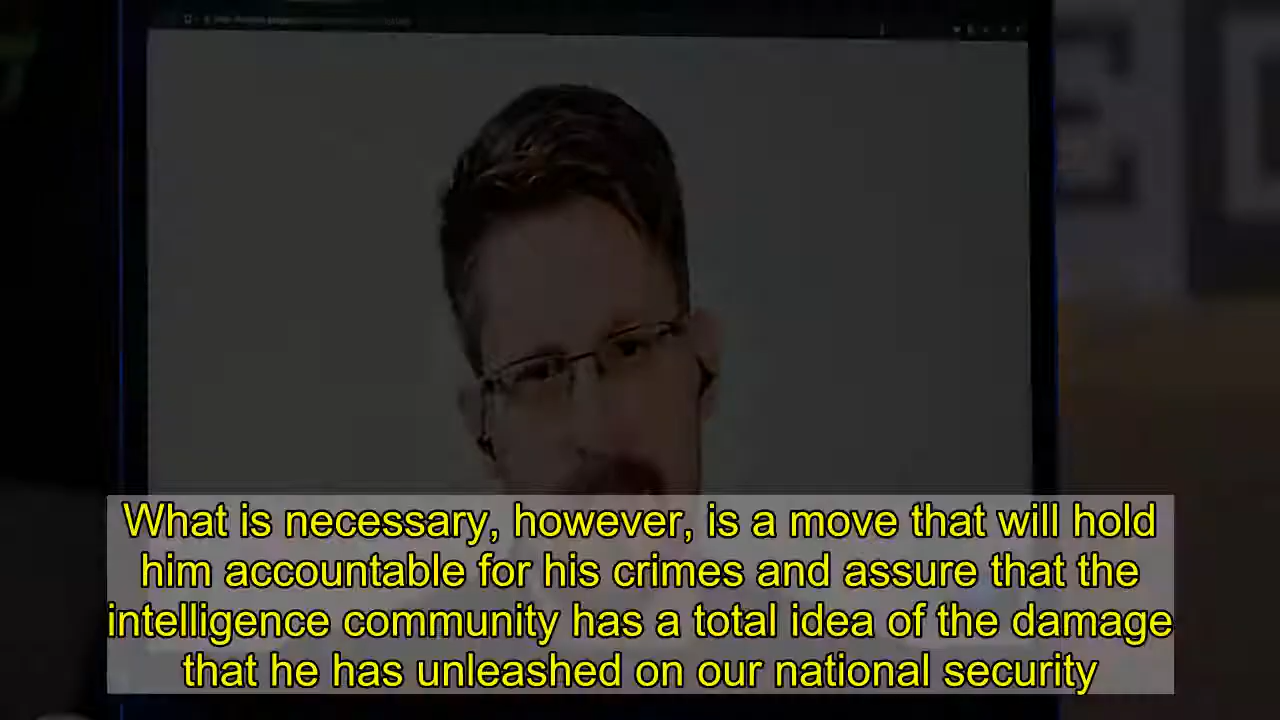 What is necessary, however, is a move that will hold
him accountable for his crimes and assure that the
intelligence community has a total idea of the damage
that he has unleashed on our national security